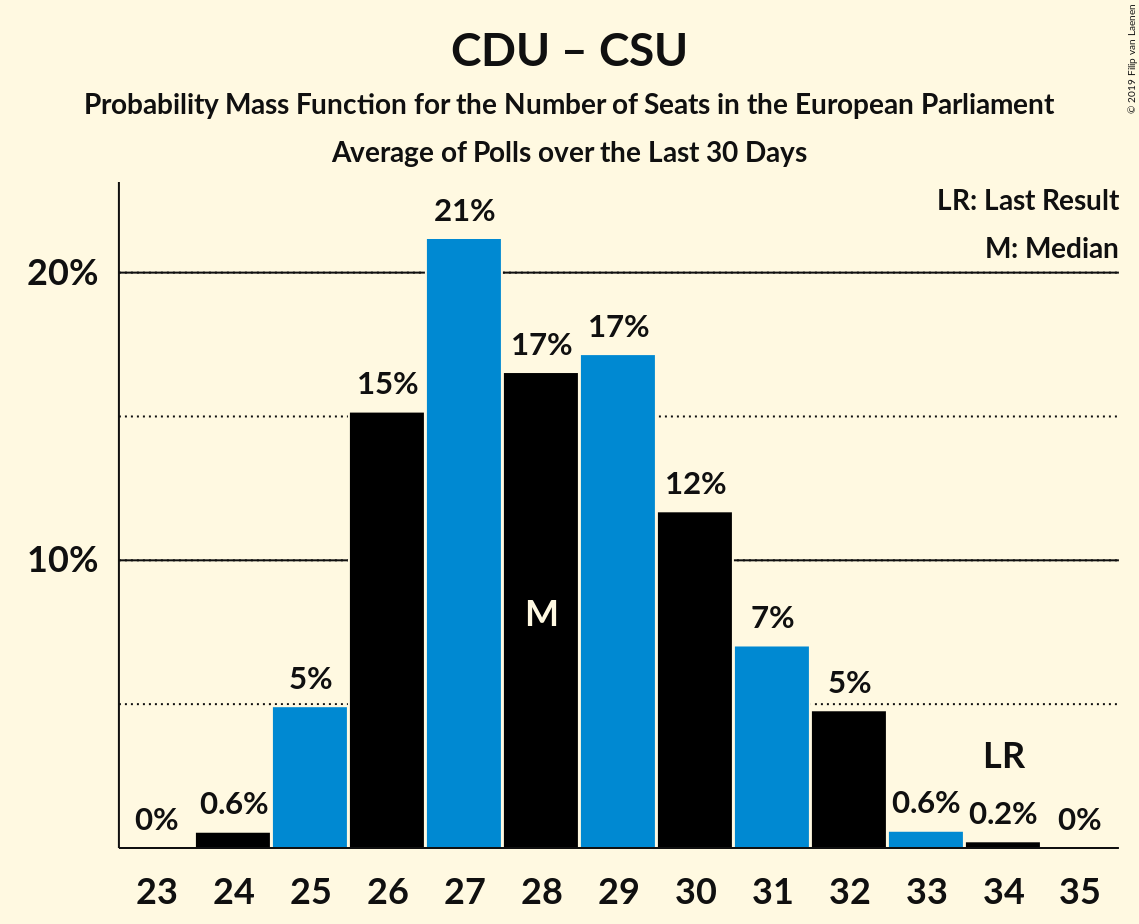 CDU – CSU
Probability Mass Function for the Number of Seats in the European Parliament
Average of Polls over the Last 30 Days
© 2019 Filip van Laenen
LR: Last Result
M: Median
20%
10%
0%
0.6%
5%
15%
21%
17%
17%
12%
7%
5%
0.6%
0.2%
0%
M
LR
23 24 25 26 27 28 29 30 31 32 33 34 35